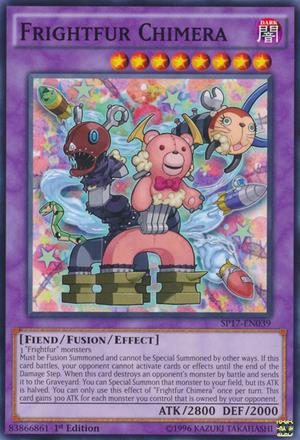 FRIGHTFUR CHIMERA
DARK
闇
SP17-EN039
[FIEND/FUSION/EFFECT]
"Frightfur" monsters
Must be Fusion Summoned and cannot be Special Summoned by other ways. If this
card battles, your opponent cannot activate cards or effects until the end of the
Damage Step. When this card destroys an opponent's monster by battle and sends
it to the Graveyard: You can Special Summon that monster to your field, but its ATK
is halved. You can only use this effect of "Frightfur Chimera" once per turn. This
card gains 300 ATK for each monster you control that is owned by your opponent.
ATK/2800 DEF/2000
83866861 1st Edition
©1996 KAZUKI TAKAHASHI